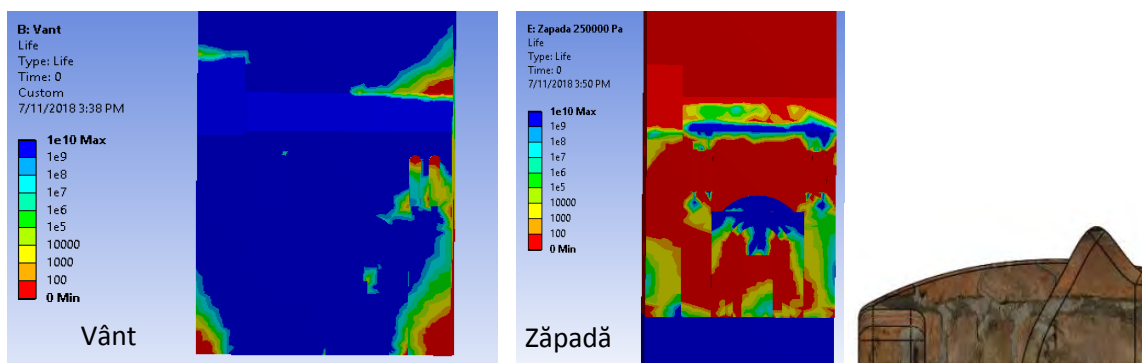 B: Vant
Life
Type: Life
Time: 0
Custom
7/11/2018 3:38 PM
1e10 Max
1e9
1e8
1e7
1e6
1e5
10000
1000
100
0 Min
Vânt
E: Zapada 250000 Pa
Life
Type: Life
Time: 0
7/11/2018 3:50 PM
1e10 Max
1e9
1e8
1e7
1e6
1e5
10000
1000
100
0 Min
Zăpadă